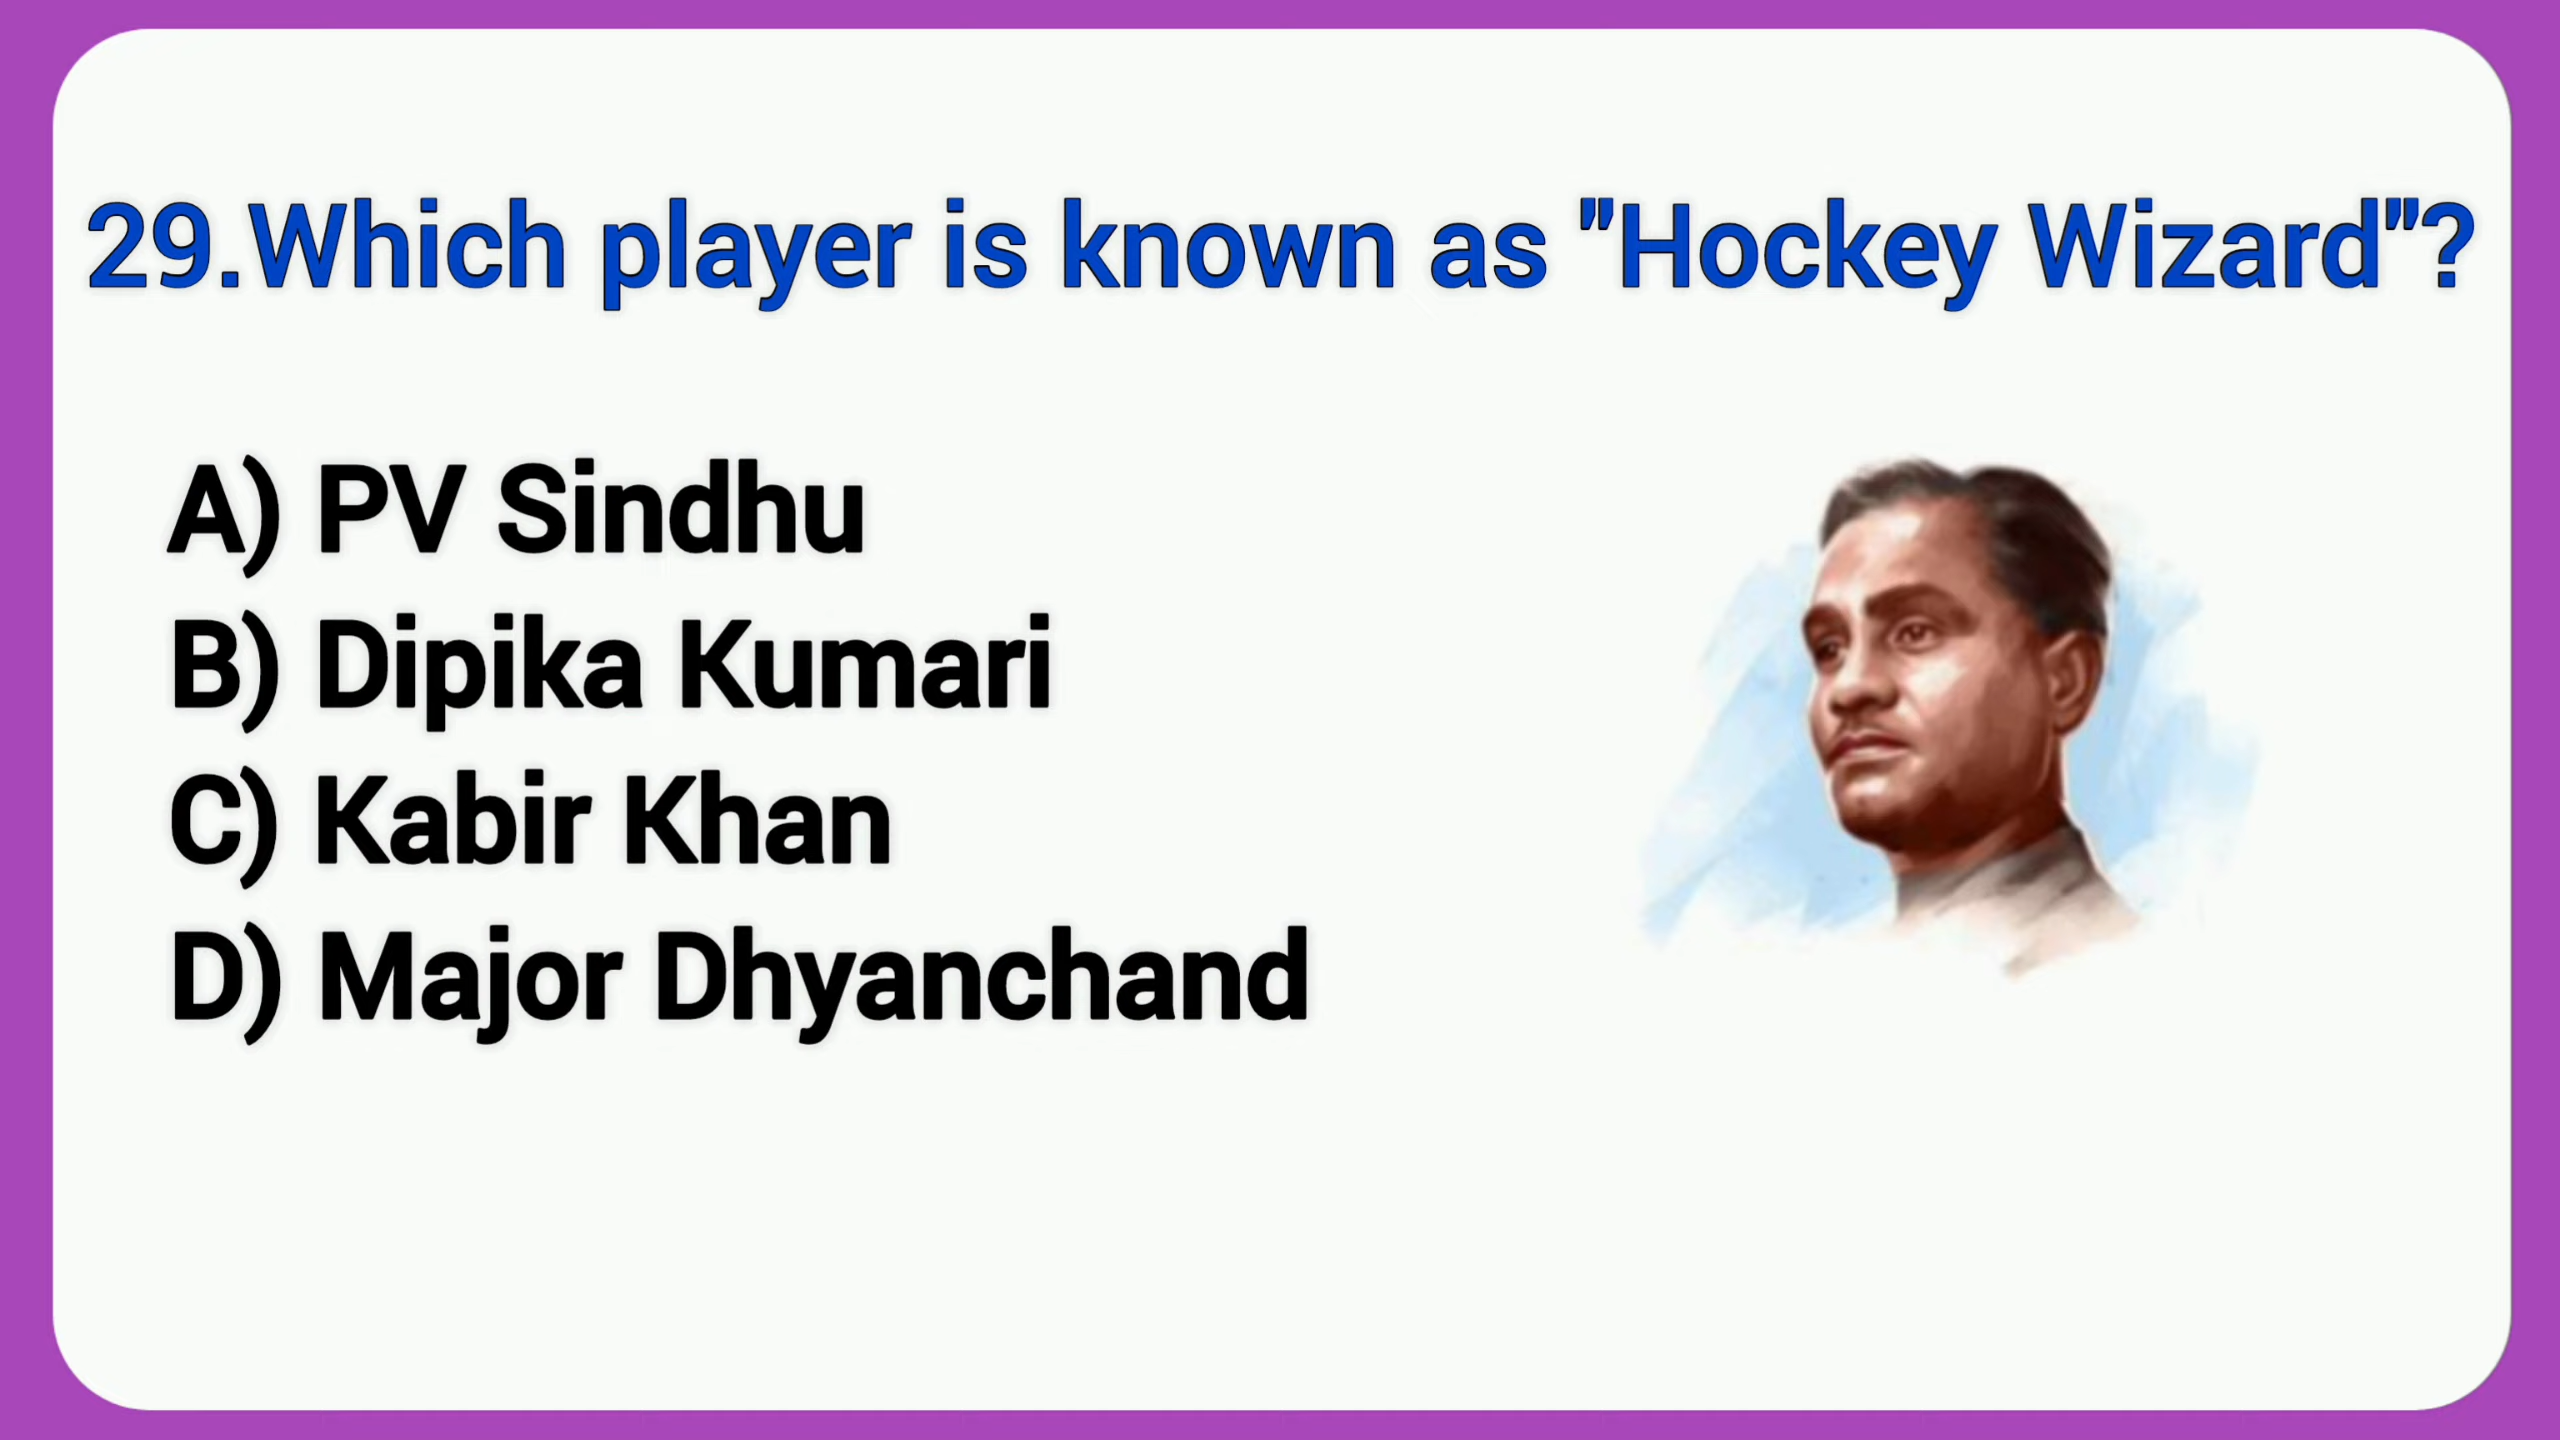 29.Which player is known as "Hockey Wizard"?
A) PV Sindhu
B) Dipika Kumari
C) Kabir Khan
D) Major Dhyanchand